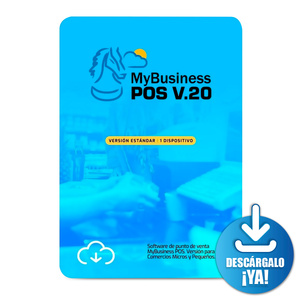 MyBusiness
POS V.20
VERSIÓN ESTÁNDAR · 1 DISPOSITIVO
Software de punto de venta
MyBusiness POS. Versión para
Comercios Micros y Pequeños.
DESCÁRGALO
¡YA!